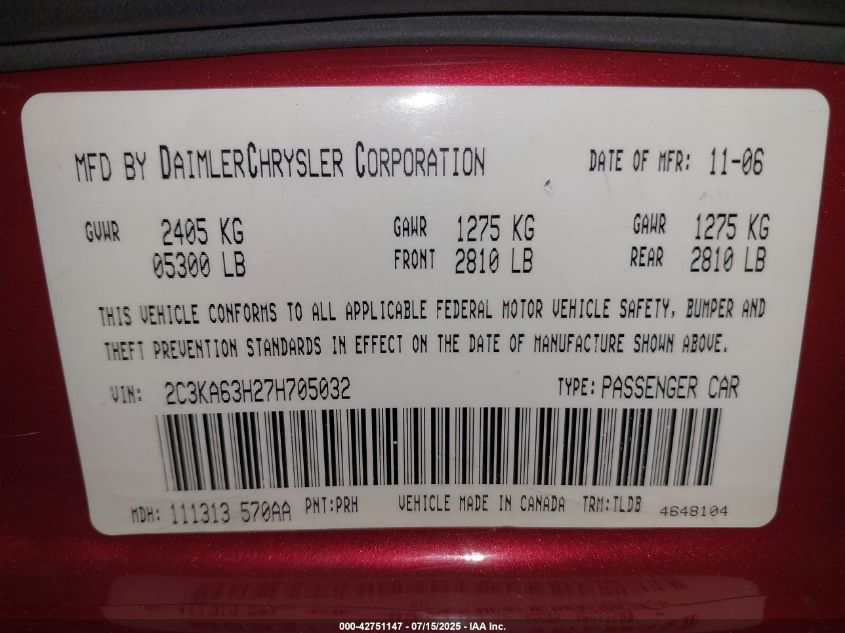 MFD BY DAIMLERCHRYSLER CORPORATION DATE OF MFR: 11-06
GVWR 2405 KG GAWR 1275 KG GAWR 1275 KG
05300 LB FRONT 2810 LB REAR 2810 LB
THIS VEHICLE CONFORMS TO ALL APPLICABLE FEDERAL MOTOR VEHICLE SAFETY, BUMPER AND
THEFT PREVENTION STANDARDS IN EFFECT ON THE DATE OF MANUFACTURE SHOWN ABOVE.
VIN: 2C3KA63H27H705032 TYPE: PASSENGER CAR
MDH: 111313 570AA PNT:PRH VEHICLE MADE IN CANADA TRM:TLDB 4648104
000-42751147 - 07/15/2025 - IAA Inc.